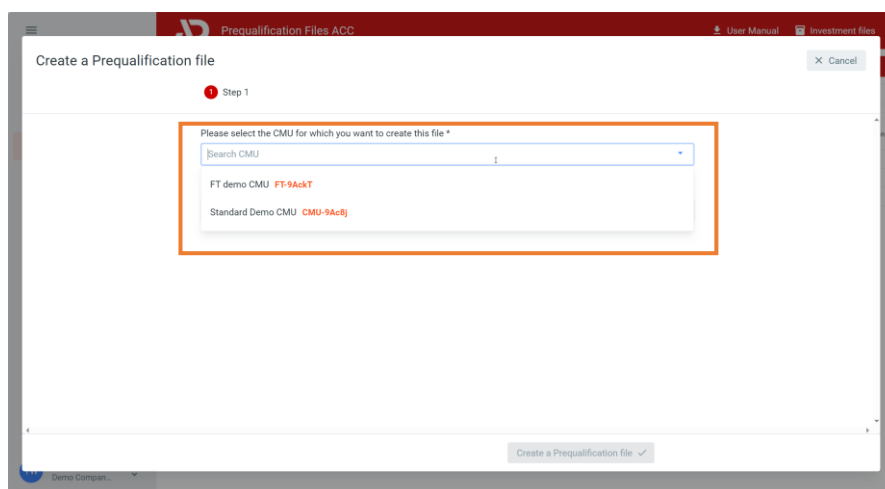 Prequalification Files ACC
User Manual
Investment files
Create a Prequalification file
Cancel
1 Step 1
Please select the CMU for which you want to create this file *
Search CMU
FT demo CMU FT-9AckT
Standard Demo CMU CMU-9Ac8j
Create a Prequalification file
Demo Compan...